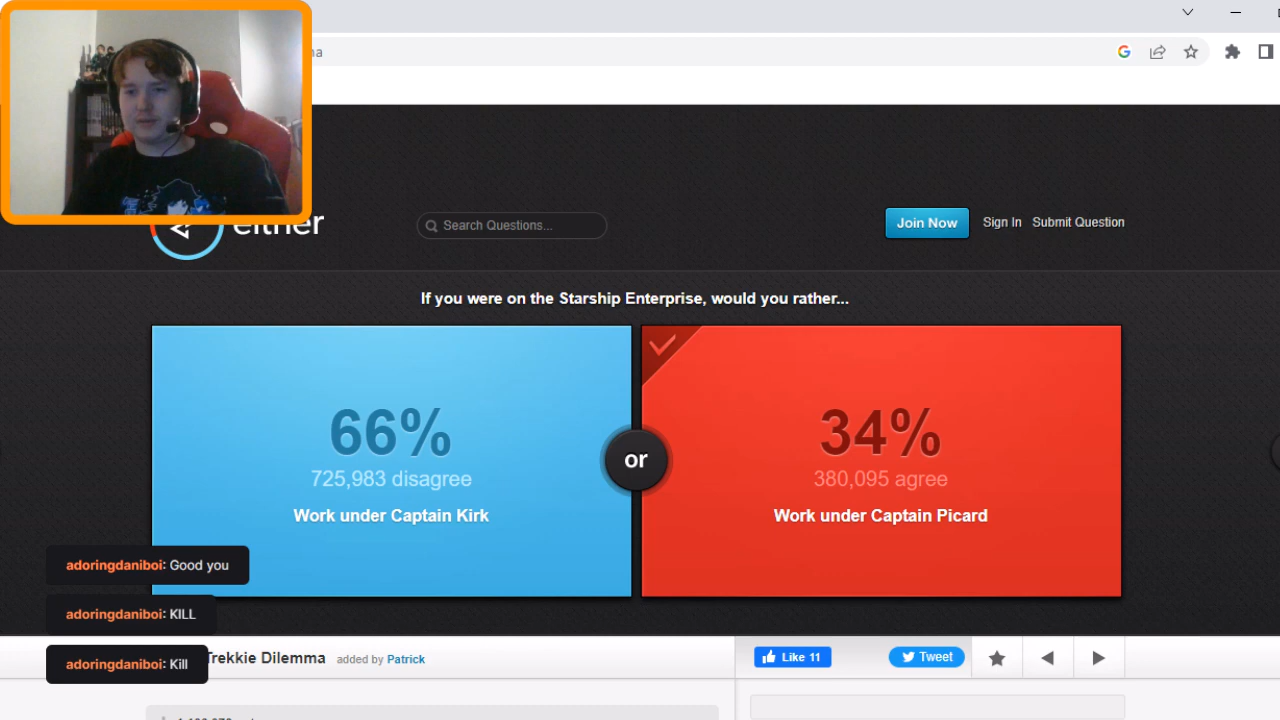 na
either
Search Questions...
Join Now
Sign In
Submit Question
If you were on the Starship Enterprise, would you rather...
66%
725,983 disagree
Work under Captain Kirk
or
34%
380,095 agree
Work under Captain Picard
adoringdaniboi: Good you
adoringdaniboi: KILL
adoringdaniboi: Kill
Trekkie Dilemma added by Patrick
Like 11
Tweet